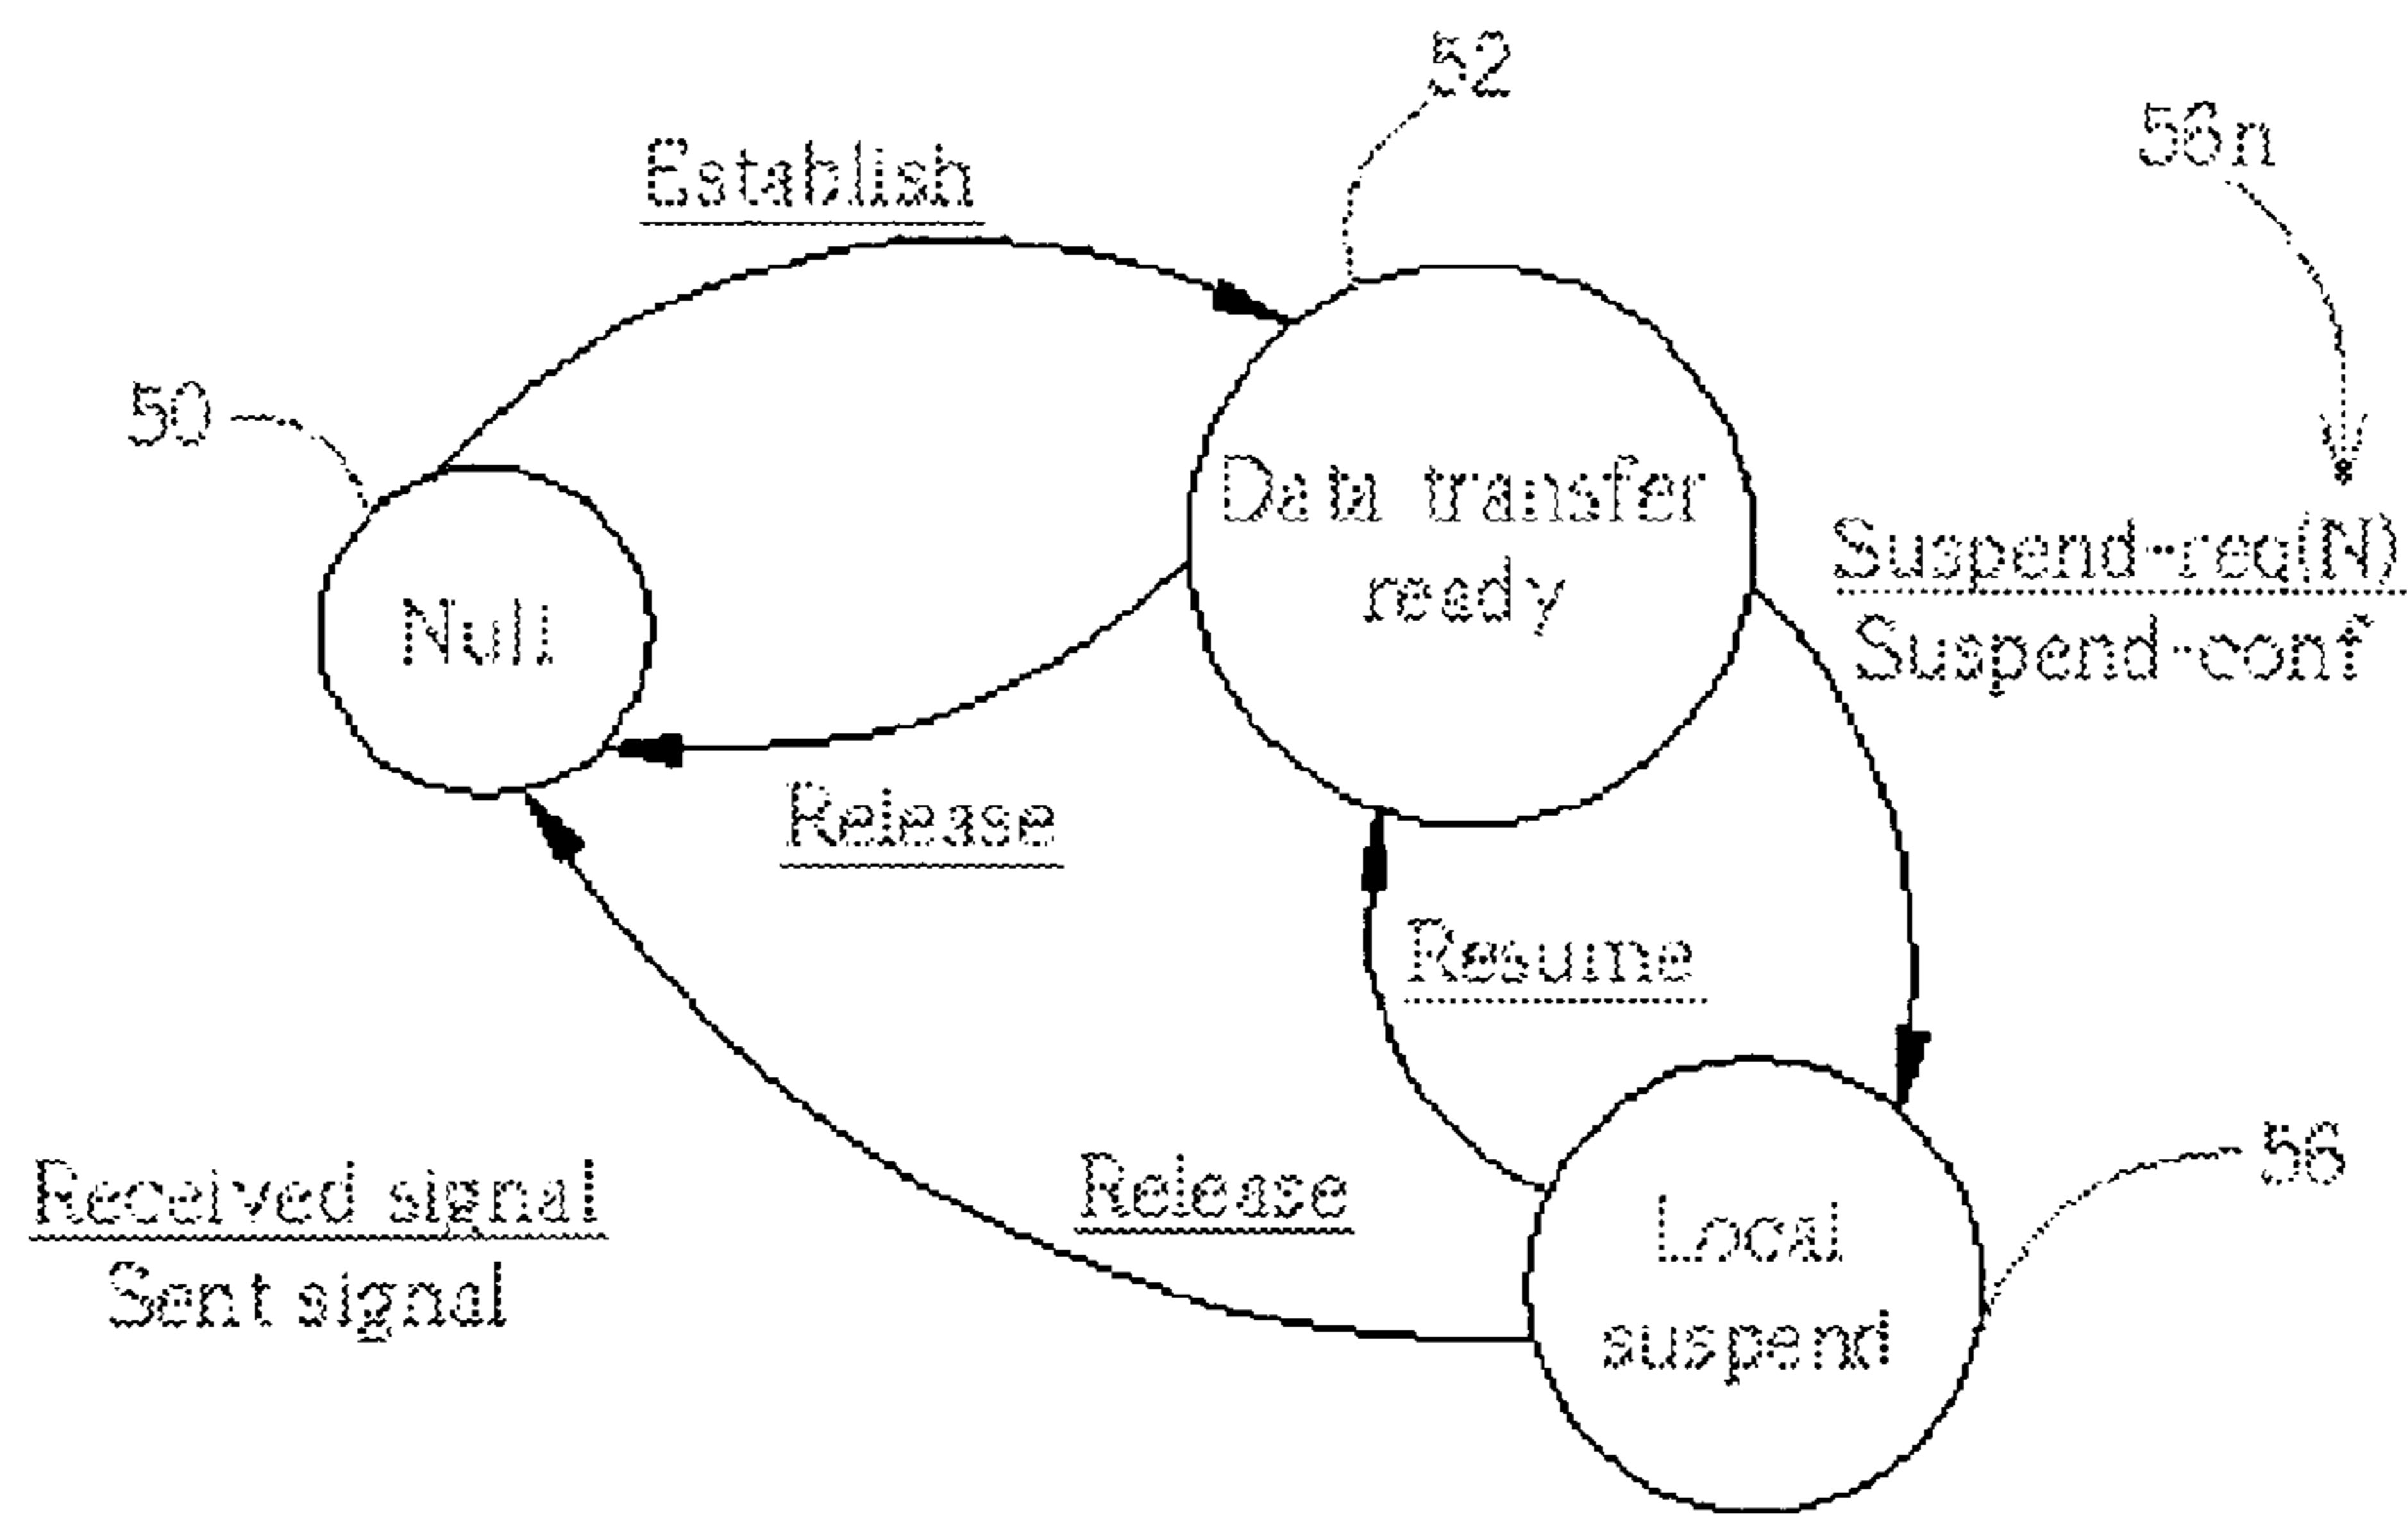 52
56n
Establish
50
Data transfer
ready
Suspend-req(N)
Suspend-conf
Null
Release
Resume
56
Release
Local
suspend
Received signal
Sent signal